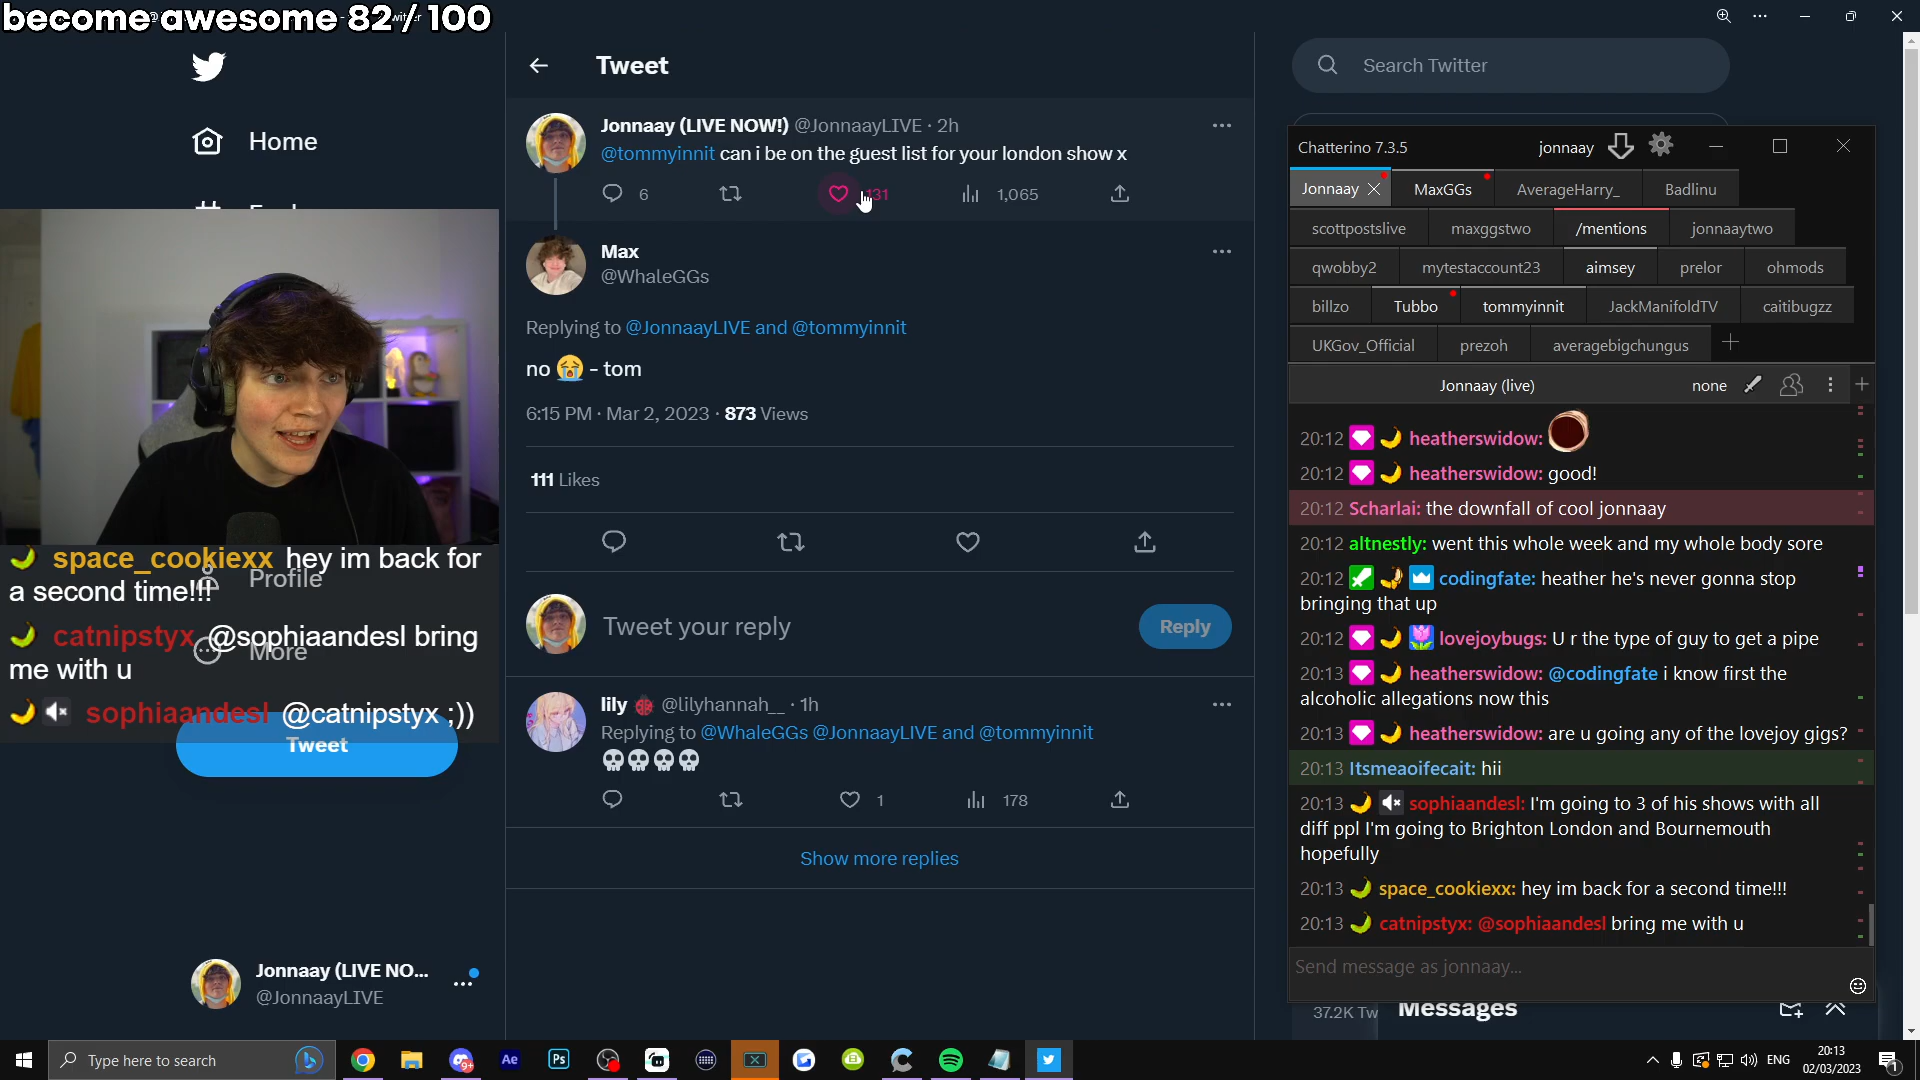 become awesome 82 / 100
Home
Profile
More
Tweet
space_cookiexx hey im back for
a second time!!!
catnipstyx @sophiaandesl bring
me with u
sophiaandesl @catnipstyx ;))
Jonnaay (LIVE NO...
@JonnaayLIVE
Tweet
Jonnaay (LIVE NOW!) @JonnaayLIVE · 2h
@tommyinnit can i be on the guest list for your london show x
6
131
1,065
Max
@WhaleGGs
Replying to @JonnaayLIVE and @tommyinnit
no 😭 - tom
6:15 PM · Mar 2, 2023 · 873 Views
111 Likes
Tweet your reply
Reply
lily 🐞 @lilyhannah__ · 1h
Replying to @WhaleGGs @JonnaayLIVE and @tommyinnit
💀💀💀💀
1
178
Show more replies
Search Twitter
Chatterino 7.3.5
jonnaay
Jonnaay
MaxGGs
AverageHarry_
Badlinu
scottpostslive
maxggstwo
/mentions
jonnaaytwo
qwobby2
mytestaccount23
aimsey
prelor
ohmods
billzo
Tubbo
tommyinnit
JackManifoldTV
caitibugzz
UKGov_Official
prezoh
averagebigchungus
Jonnaay (live)
none
20:12 heatherswidow:
20:12 heatherswidow: good!
20:12 Scharlai: the downfall of cool jonnaay
20:12 altnestly: went this whole week and my whole body sore
20:12 codingfate: heather he's never gonna stop
bringing that up
20:12 lovejoybugs: U r the type of guy to get a pipe
20:13 heatherswidow: @codingfate i know first the
alcoholic allegations now this
20:13 heatherswidow: are u going any of the lovejoy gigs?
20:13 Itsmeaoifecait: hii
20:13 sophiaandesl: I'm going to 3 of his shows with all
diff ppl I'm going to Brighton London and Bournemouth
hopefully
20:13 space_cookiexx: hey im back for a second time!!!
20:13 catnipstyx: @sophiaandesl bring me with u
Send message as jonnaay...
37.2K Tw
Messages
Type here to search
9+
Ae
Ps
ENG
20:13
02/03/2023
1